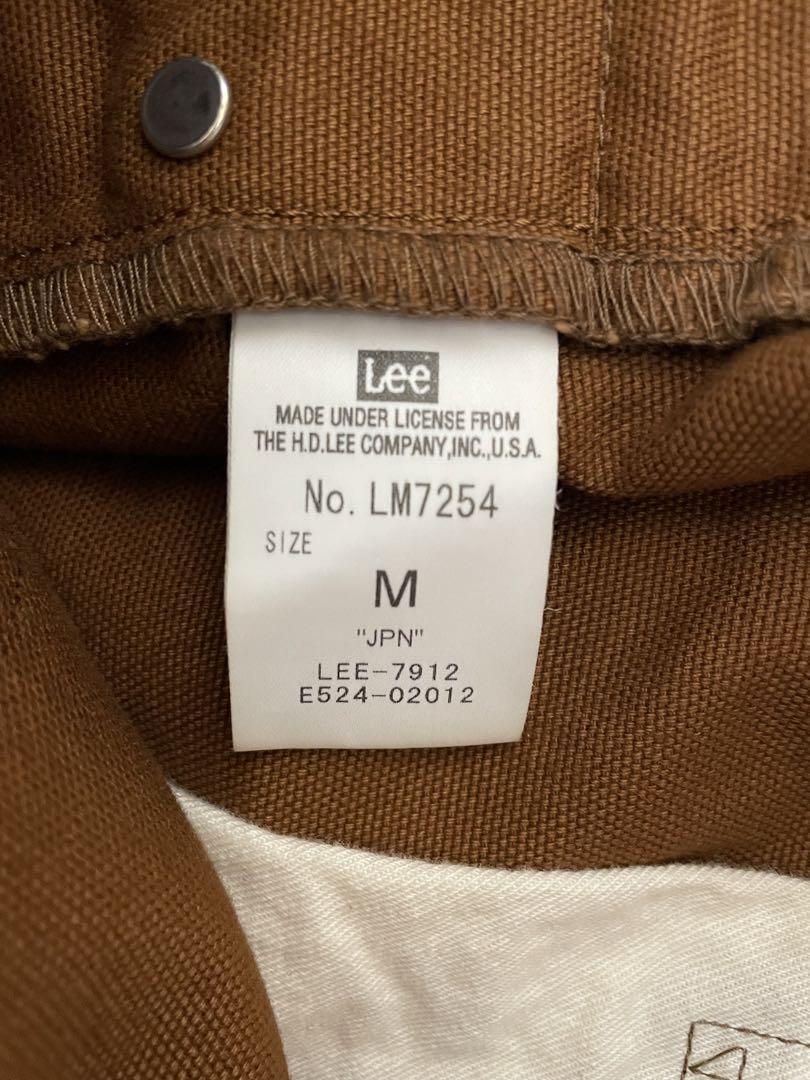 Lee
MADE UNDER LICENSE FROM
THE H.D.LEE COMPANY,INC.,U.S.A.
No. LM7254
SIZE
M
"JPN"
LEE-7912
E524-02012